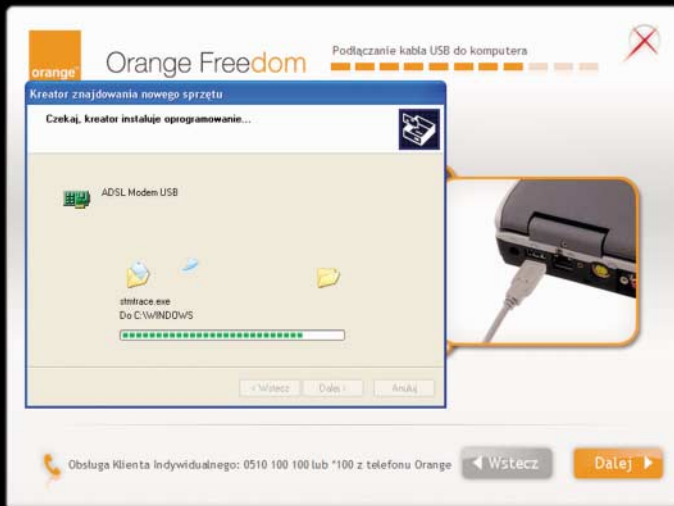 orange™
Orange Freedom
Podłączanie kabla USB do komputera
Kreator znajdowania nowego sprzętu
Czekaj, kreator instaluje oprogramowanie...
ADSL Modem USB
stmtrace.exe
Do C:\WINDOWS
< Wstecz
Dalej >
Anuluj
Obsługa Klienta Indywidualnego: 0510 100 100 lub *100 z telefonu Orange
Wstecz
Dalej